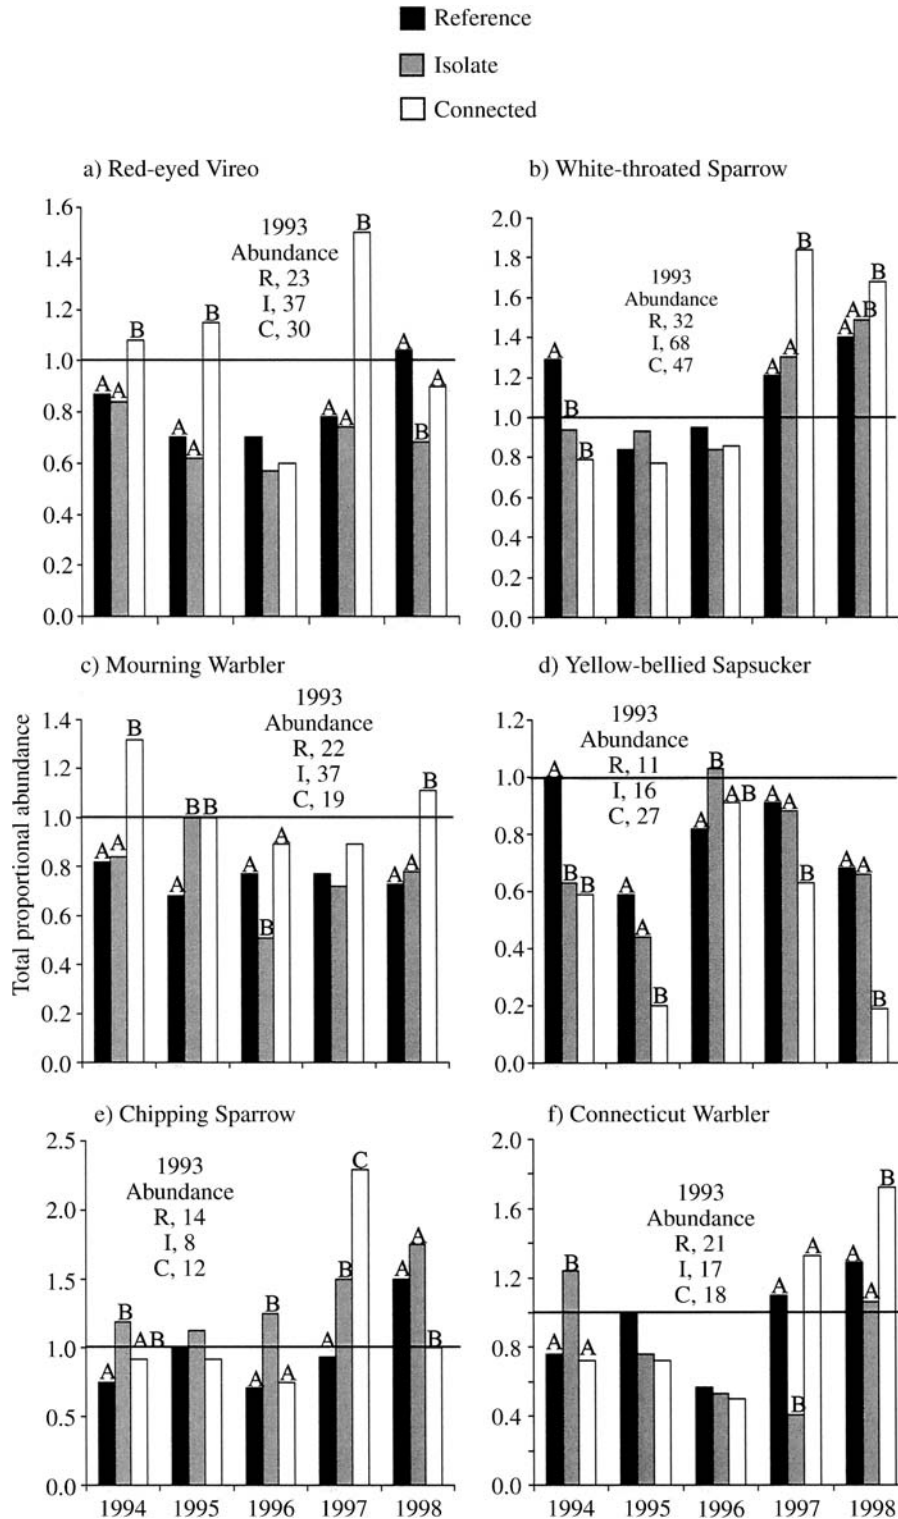 Reference
Isolate
Connected
a) Red-eyed Vireo
1.6
1.4
1.2
1.0
0.8
0.6
0.4
0.2
0.0
1993
Abundance
R, 23
I, 37
C, 30
A
A
B
A
A
B
A
A
B
A
B
A
b) White-throated Sparrow
2.0
1.8
1.6
1.4
1.2
1.0
0.8
0.6
0.4
0.2
0.0
1993
Abundance
R, 32
I, 68
C, 47
A
B
B
A
A
B
A
AB
B
c) Mourning Warbler
Total proportional abundance
1.4
1.2
1.0
0.8
0.6
0.4
0.2
0.0
1993
Abundance
R, 22
I, 37
C, 19
A
A
B
A
B
B
A
B
A
A
A
B
d) Yellow-bellied Sapsucker
1.2
1.0
0.8
0.6
0.4
0.2
0.0
1993
Abundance
R, 11
I, 16
C, 27
A
B
B
A
A
B
A
B
AB
A
A
B
A
A
B
e) Chipping Sparrow
2.5
2.0
1.5
1.0
0.5
0.0
1993
Abundance
R, 14
I, 8
C, 12
A
B
AB
A
B
A
A
B
C
A
A
B
1994
1995
1996
1997
1998
f) Connecticut Warbler
2.0
1.6
1.2
0.8
0.4
0.0
1993
Abundance
R, 21
I, 17
C, 18
A
B
A
A
B
A
A
A
B
1994
1995
1996
1997
1998